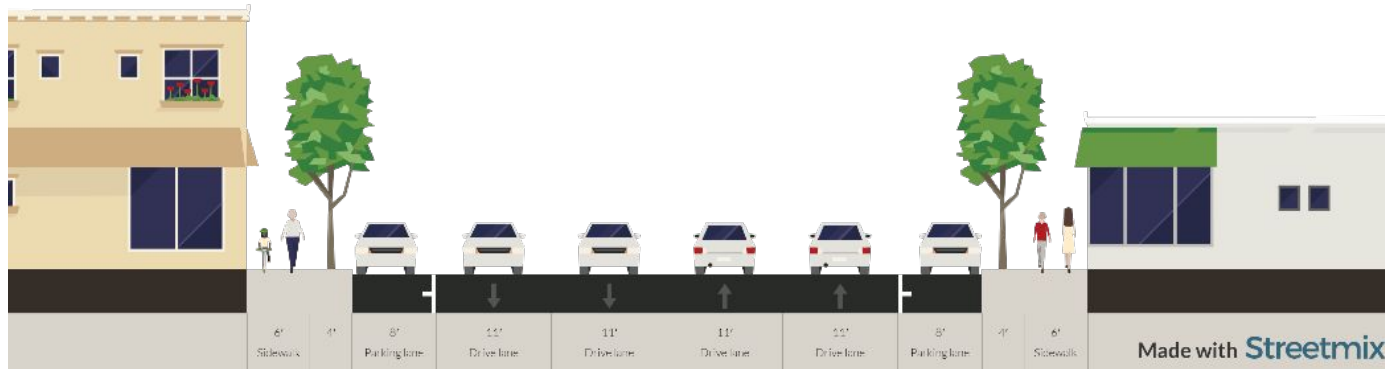 6' 4' 8' 11' 11' 11' 11' 8' 4' 6'
Sidewalk Parking lane Drive lane Drive lane Drive lane Drive lane Parking lane Sidewalk
Made with Streetmix